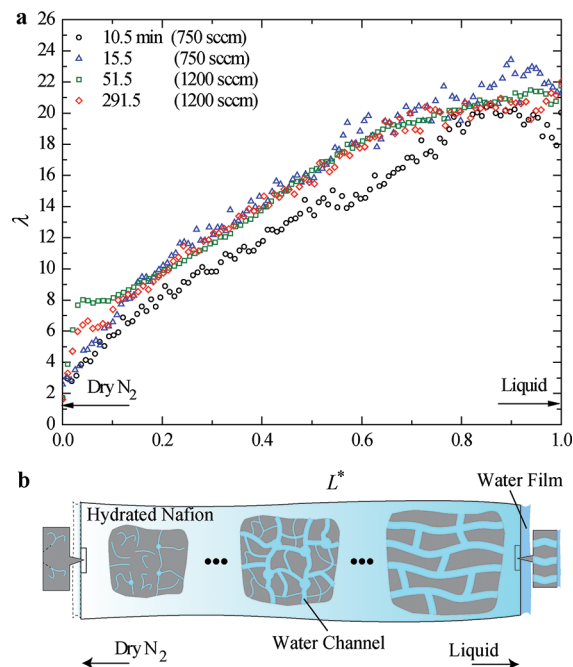 a
26
24
22
20
18
16
14
12
10
8
6
4
2
0
λ
10.5 min (750 sccm)
15.5 (750 sccm)
51.5 (1200 sccm)
291.5 (1200 sccm)
Dry N₂
Liquid
0.0 0.2 0.4 0.6 0.8 1.0
b
L*
Water Film
Hydrated Nafion
Water Channel
Dry N₂
Liquid